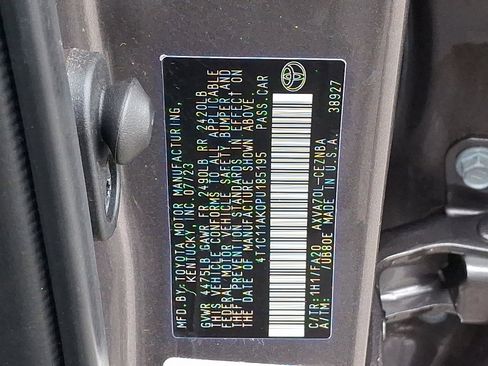 MFD.BY: TOYOTA MOTOR MANUFACTURING,
KENTUCKY, INC. 07/23
GVWR 4475LB GAWR FR 2490LB RR 2420LB
THIS VEHICLE CONFORMS TO ALL APPLICABLE
FEDERAL MOTOR VEHICLE SAFETY, BUMPER AND
THEFT PREVENTION STANDARDS IN EFFECT ON
THE DATE OF MANUFACTURE SHOWN ABOVE.
4T1C11AK0PU185195 PASS.CAR
C/TR: 1H7/FA20 AXVA70L-CEZNBA
A/TM: /UB80E MADE IN U.S.A. 38927